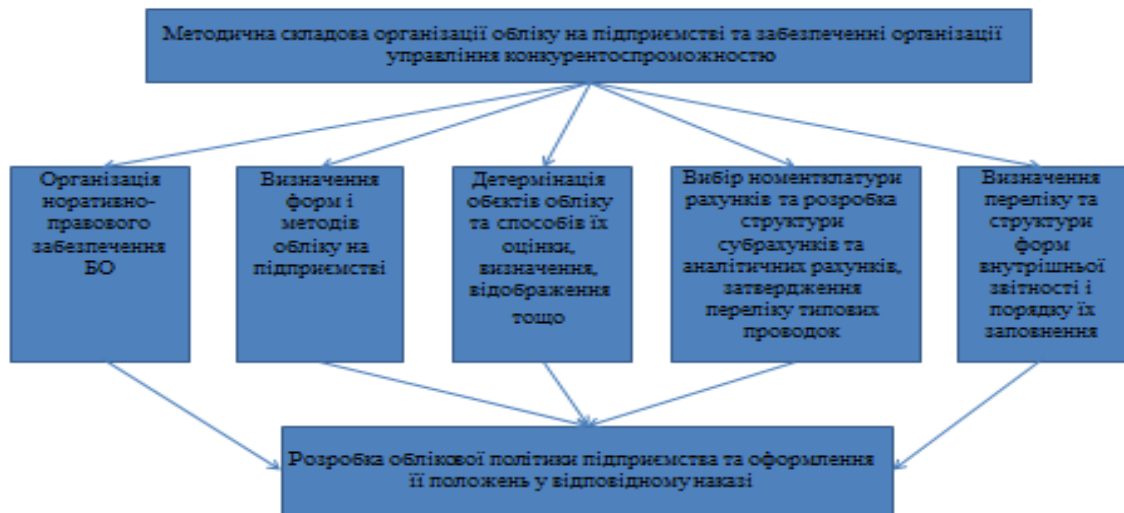 Методична складова організації обліку на підприємстві та забезпеченні організації
управління конкурентоспроможностю
Організація
норативно-
правового
забезпечення
БО
Визначення
форм і
методів
обліку на
підприємстві
Детермінація
обєктів обліку
та способів їх
оцінки,
визначення,
відображення
тощо
Вибір номентклатури
рахунків та розробка
структури
субрахунків та
аналітичних рахунків,
затвердження
переліку типових
проводок
Визначення
переліку та
структури
форм
внутрішньої
звітності і
порядку їх
заповнення
Розробка облікової політики підприємства та оформлення
її положень у відповідному наказі